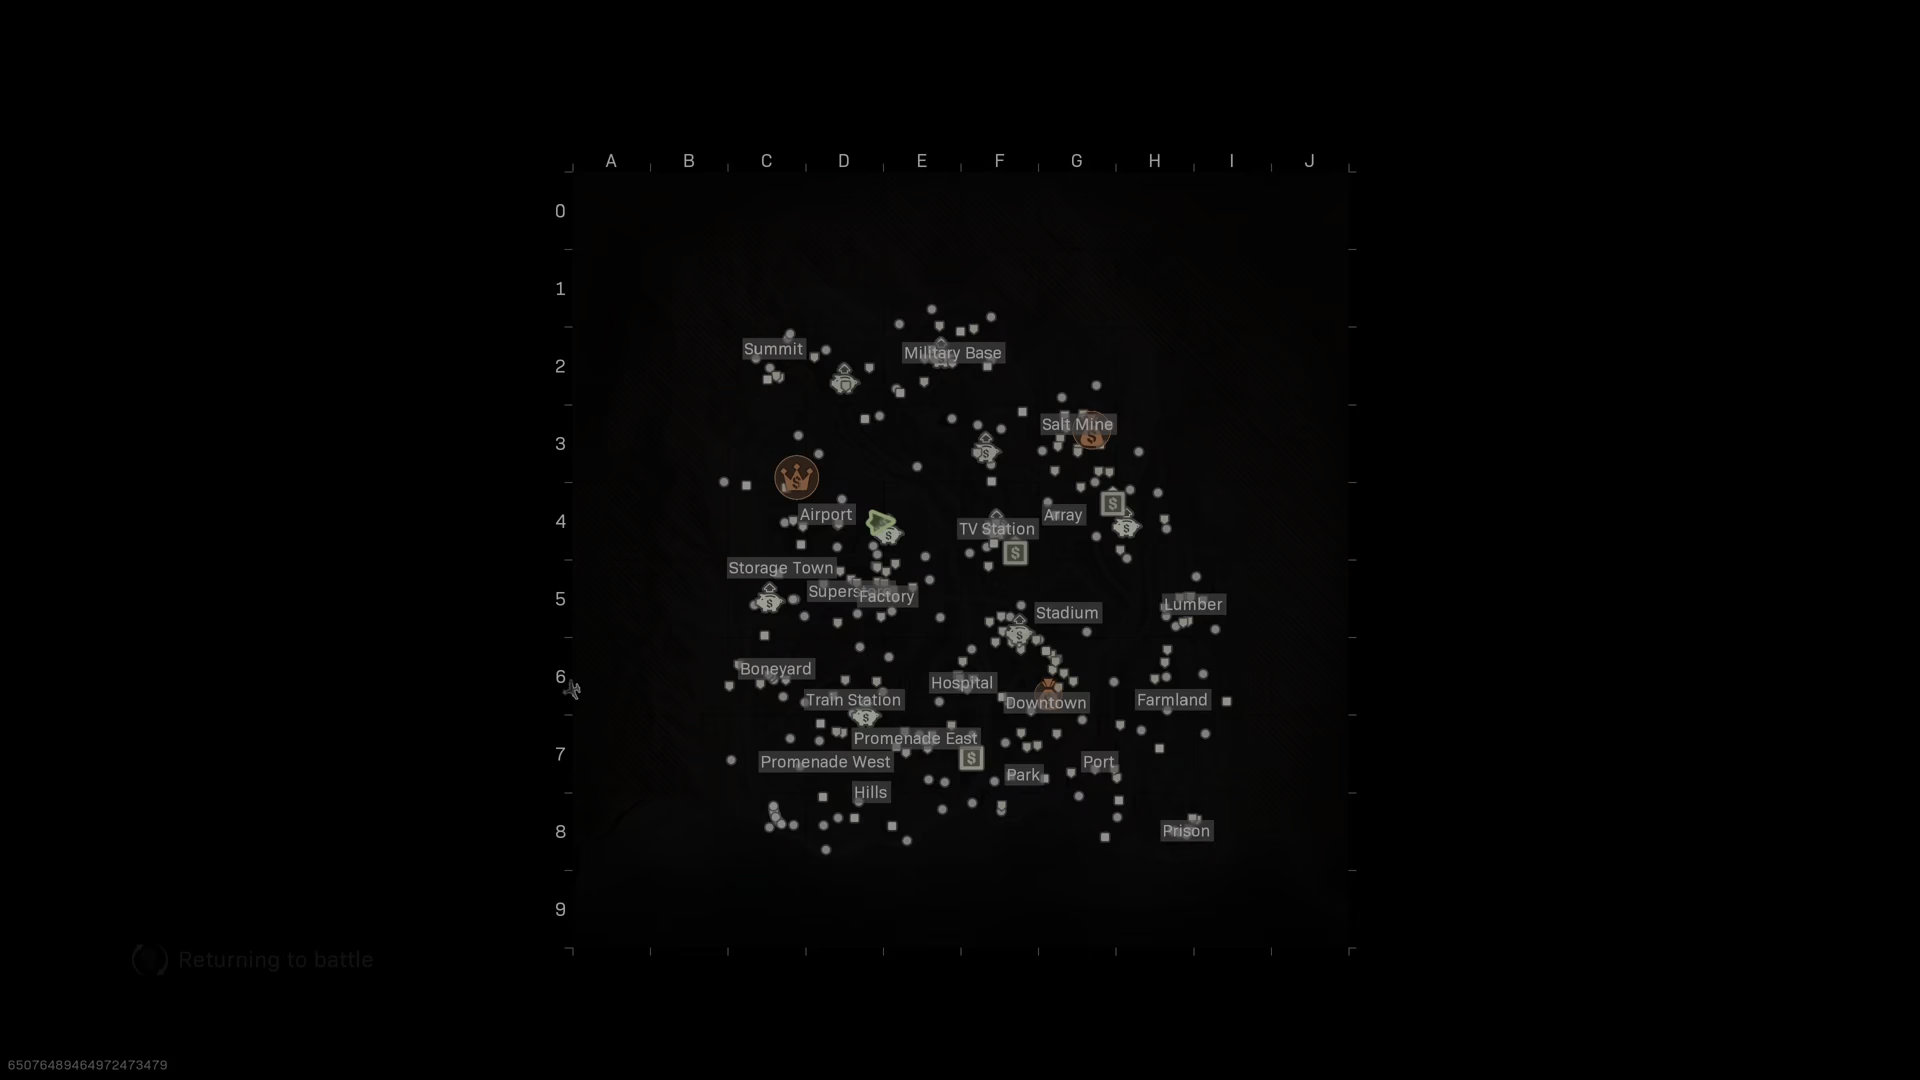 A B C D E F G H I J
0
1
Summit
Military Base
2
Salt Mine
3
Airport
Array
4
TV Station
Storage Town
Factory
5
Lumber
Stadium
Boneyard
6
Hospital
Train Station
Downtown
Farmland
Promenade East
7
Promenade West
Port
Park
Hills
8
Prison
9
Returning to battle
65076489464972473479